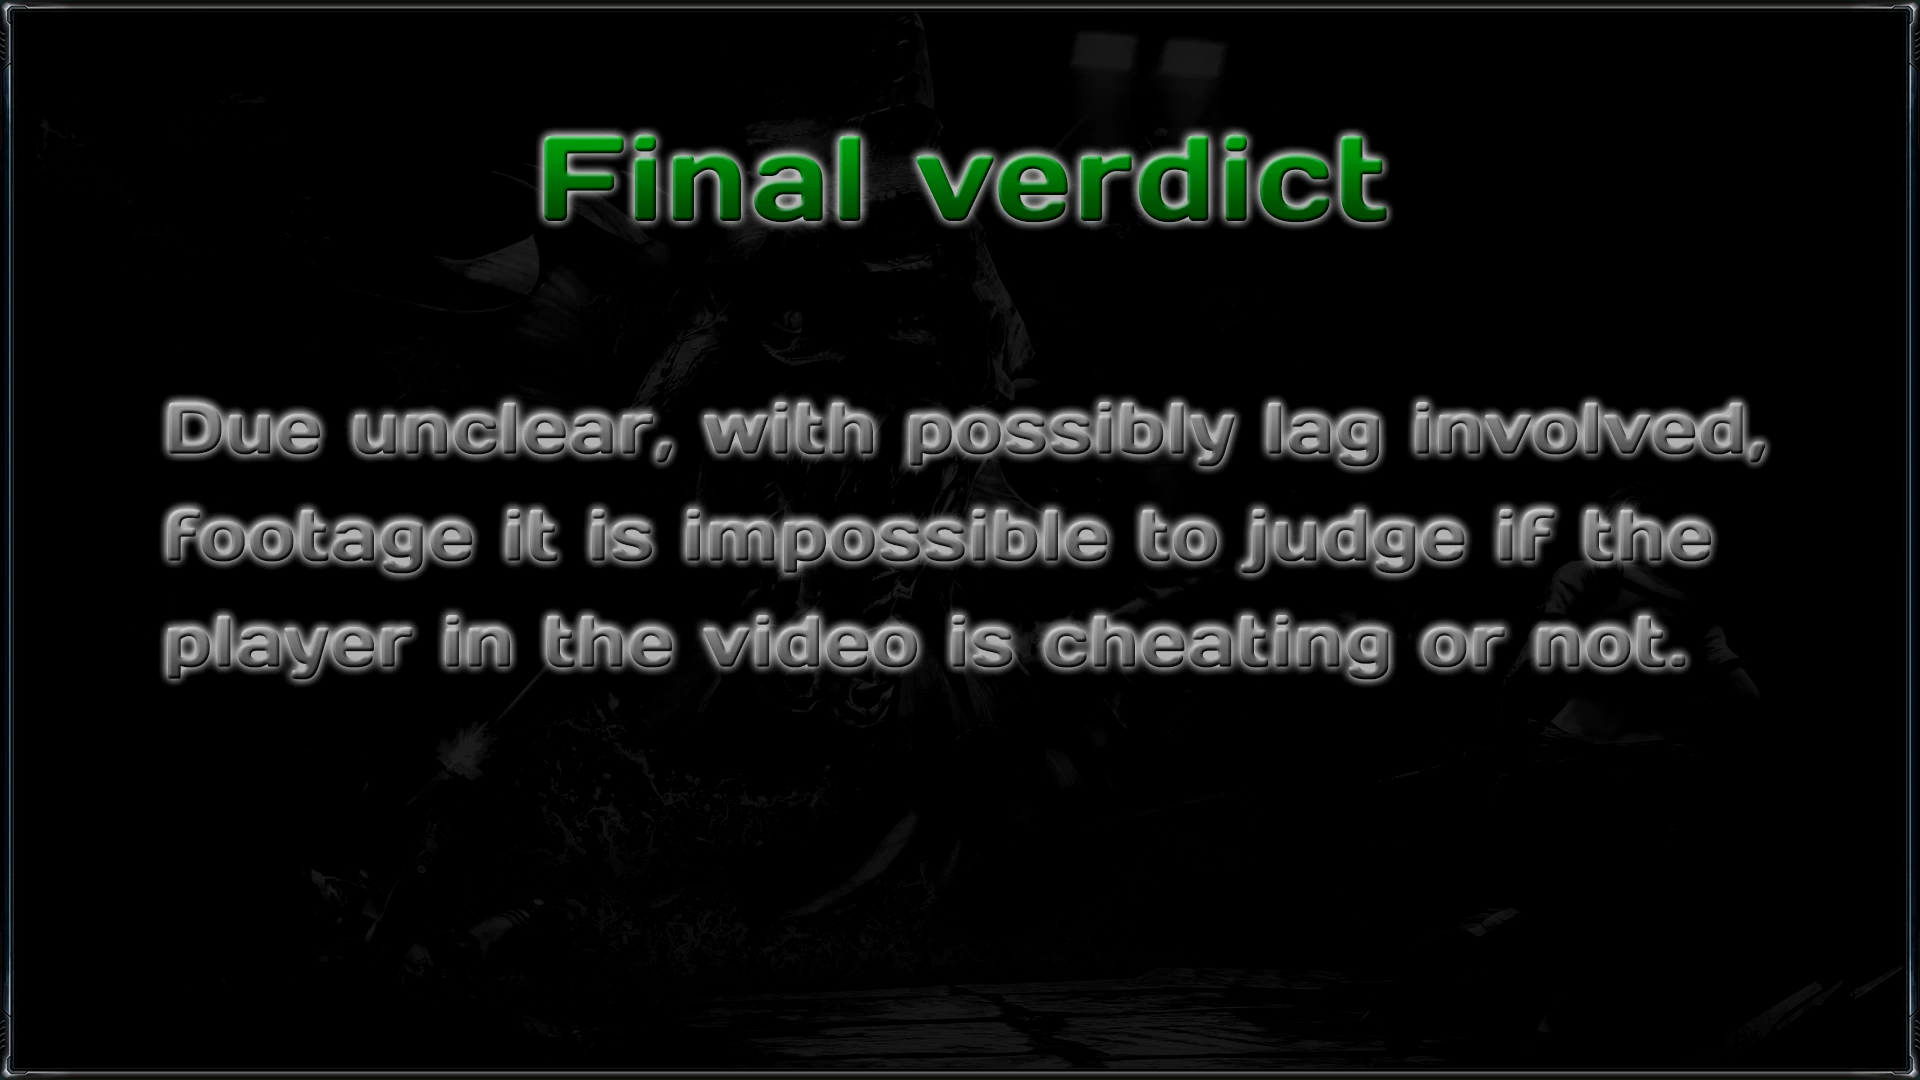 Final verdict
Due unclear, with possibly lag involved,
footage it is impossible to judge if the
player in the video is cheating or not.